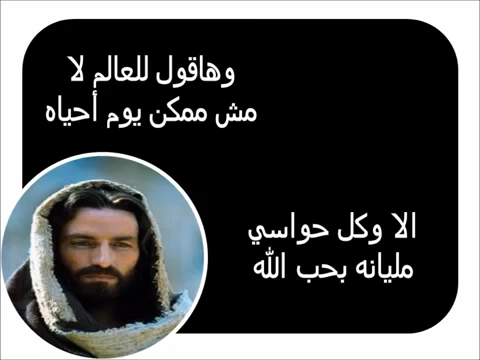 وهاقول للعالم لا
مش ممكن يوم أحياه
الا وكل حواسي
مليانه بحب الله